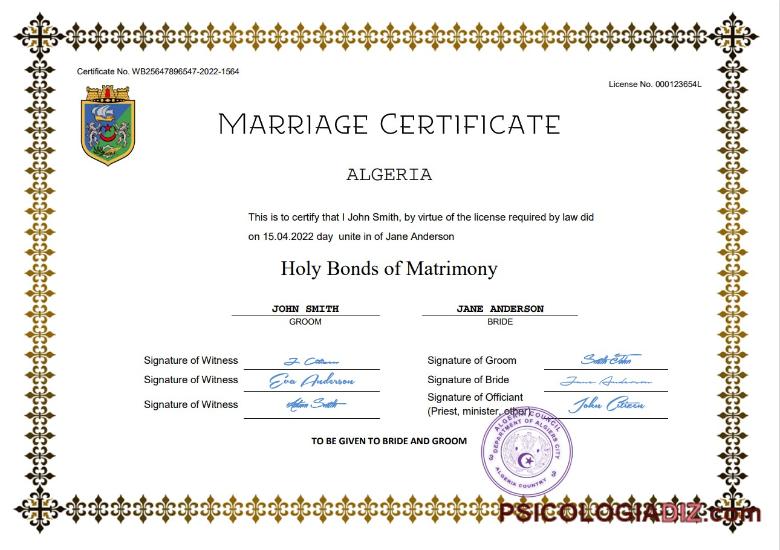 Certificate No. WB25647896547-2022-1564
License No. 000123654L
MARRIAGE CERTIFICATE
ALGERIA
This is to certify that I John Smith, by virtue of the license required by law did
on 15.04.2022 day unite in of Jane Anderson
Holy Bonds of Matrimony
JOHN SMITH
JANE ANDERSON
GROOM
BRIDE
Signature of Witness J. Citizen
Signature of Groom Smith John
Signature of Witness Eva Anderson
Signature of Bride Jane Anderson
Signature of Witness Adam Smith
Signature of Officiant
(Priest, minister, other) John Citizen
TO BE GIVEN TO BRIDE AND GROOM
ALGERIA COUNCIL
DEPARTMENT OF ALGIERS CITY
ALGERIA COUNTRY
PSICOLOGIADIZ.com